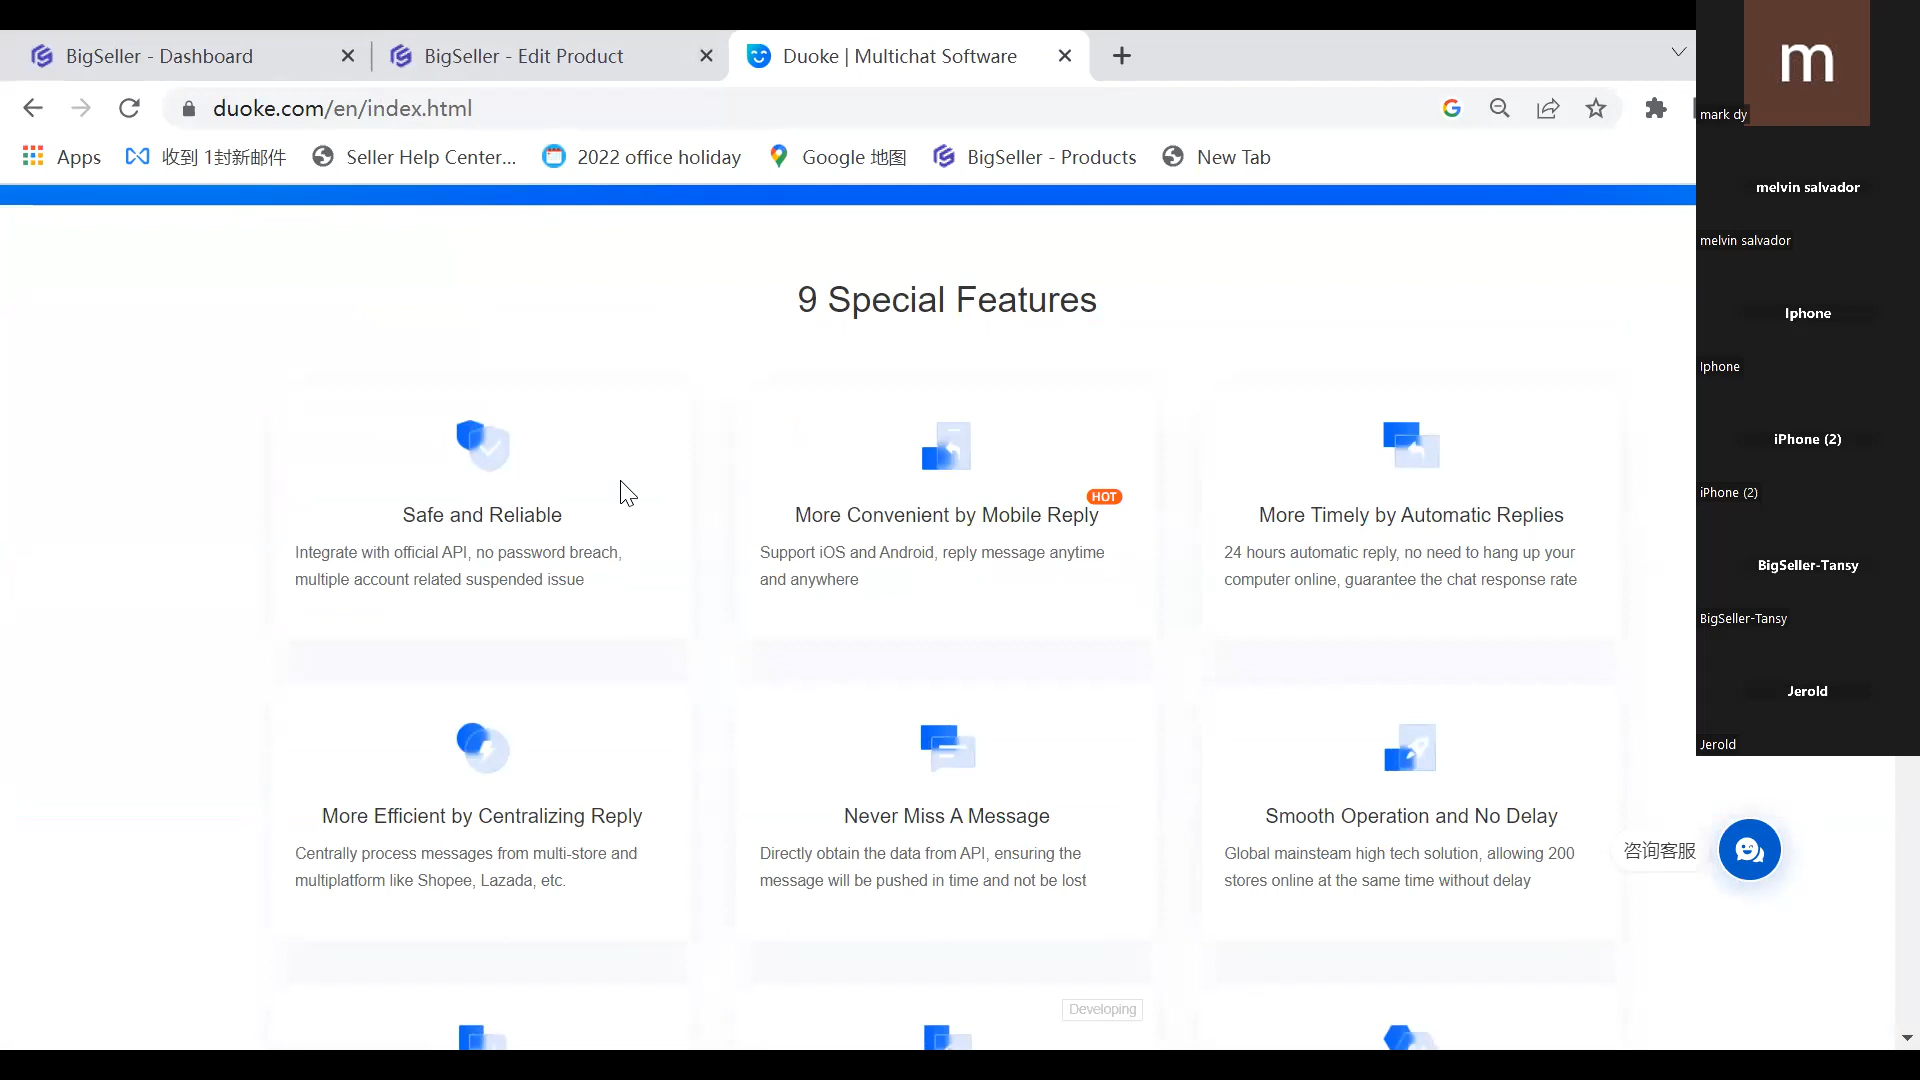 BigSeller - Dashboard
BigSeller - Edit Product
Duoke | Multichat Software
duoke.com/en/index.html
Apps
收到 1封新邮件
Seller Help Center...
2022 office holiday
Google 地图
BigSeller - Products
New Tab
9 Special Features
Safe and Reliable
Integrate with official API, no password breach,
multiple account related suspended issue
HOT
More Convenient by Mobile Reply
Support iOS and Android, reply message anytime
and anywhere
More Timely by Automatic Replies
24 hours automatic reply, no need to hang up your
computer online, guarantee the chat response rate
More Efficient by Centralizing Reply
Centrally process messages from multi-store and
multiplatform like Shopee, Lazada, etc.
Never Miss A Message
Directly obtain the data from API, ensuring the
message will be pushed in time and not be lost
Smooth Operation and No Delay
Global mainsteam high tech solution, allowing 200
stores online at the same time without delay
Developing
咨询客服
m
mark dy
melvin salvador
melvin salvador
Iphone
Iphone
iPhone (2)
iPhone (2)
BigSeller-Tansy
BigSeller-Tansy
Jerold
Jerold